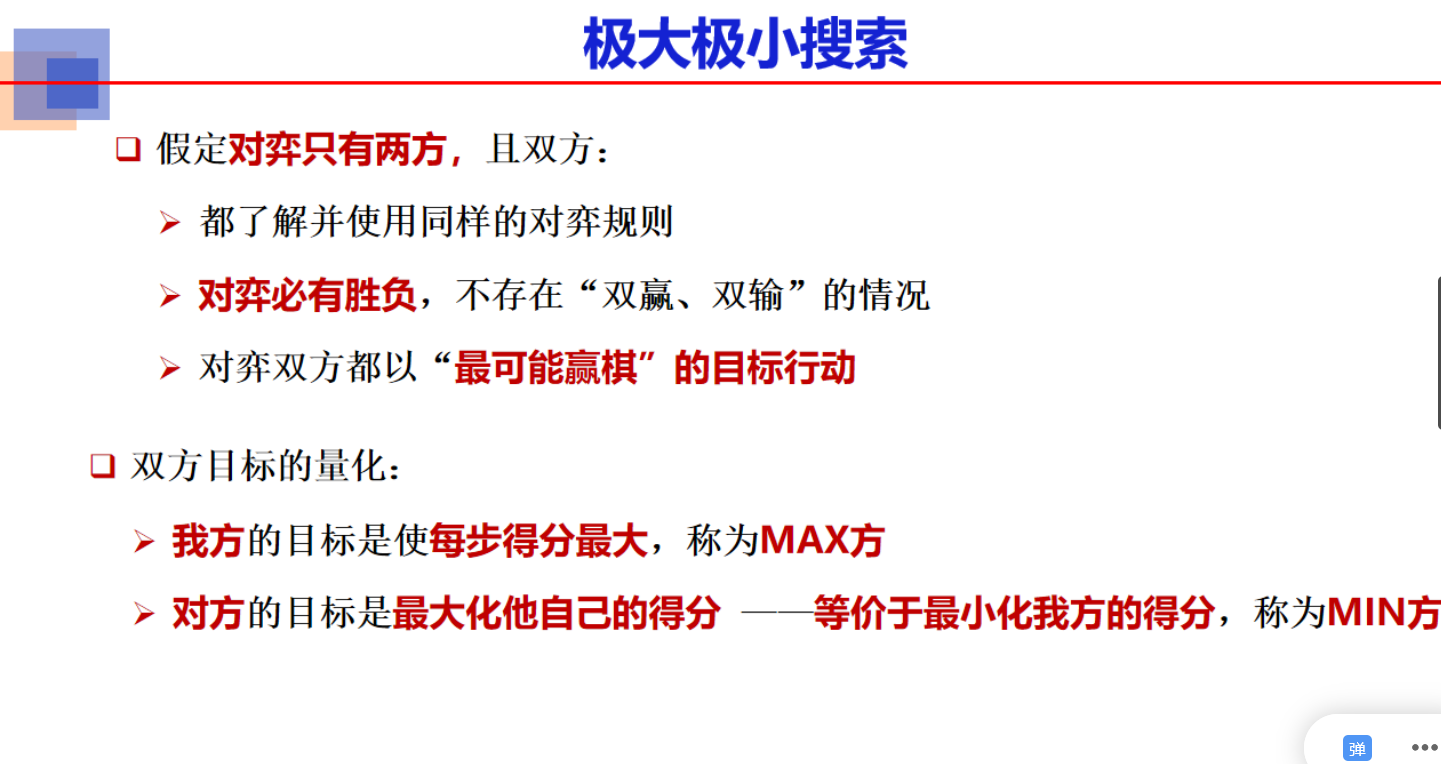 极大极小搜索
假定对弈只有两方，且双方：
都了解并使用同样的对弈规则
对弈必有胜负，不存在“双赢、双输”的情况
对弈双方都以“最可能赢棋”的目标行动
双方目标的量化：
我方的目标是使每步得分最大，称为MAX方
对方的目标是最大化他自己的得分 ——等价于最小化我方的得分，称为MIN方
弹